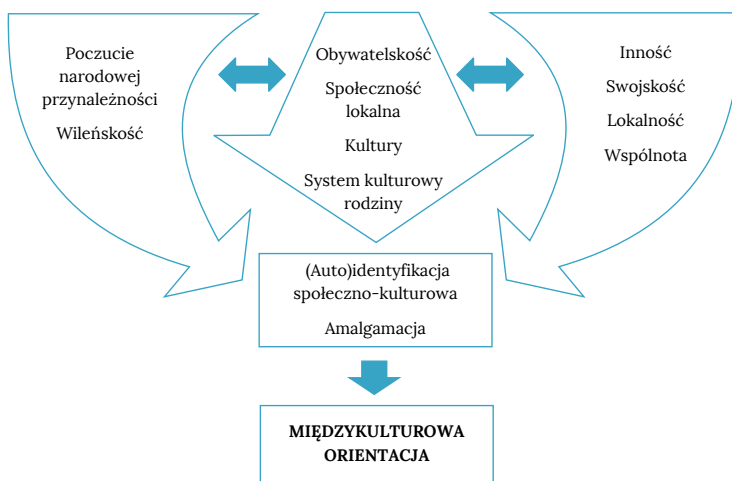 Poczucie
narodowej
przynależności
Wileńskość
Obywatelskość
Społeczność
lokalna
Kultury
System kulturowy
rodziny
Inność
Swojskość
Lokalność
Wspólnota
(Auto)identyfikacja
społeczno-kulturowa
Amalgamacja
MIĘDZYKULTUROWA
ORIENTACJA